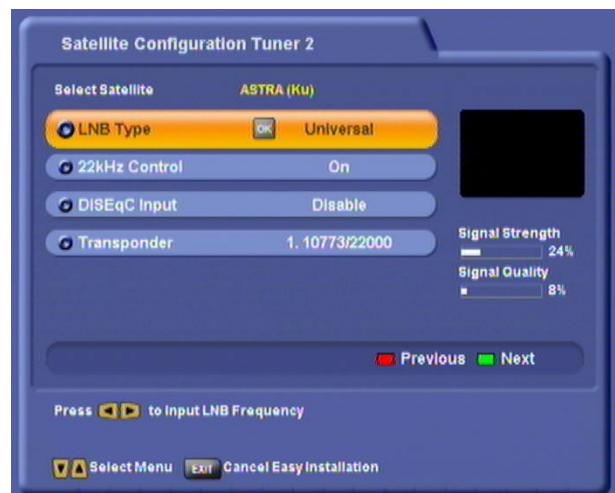 Satellite Configuration Tuner 2
Select Satellite ASTRA (Ku)
LNB Type OK Universal
22kHz Control On
DISEqC Input Disable
Transponder 1. 10773/22000
Signal Strength
24%
Signal Quality
8%
Previous Next
Press to Input LNB Frequency
Select Menu EXIT Cancel Easy Installation